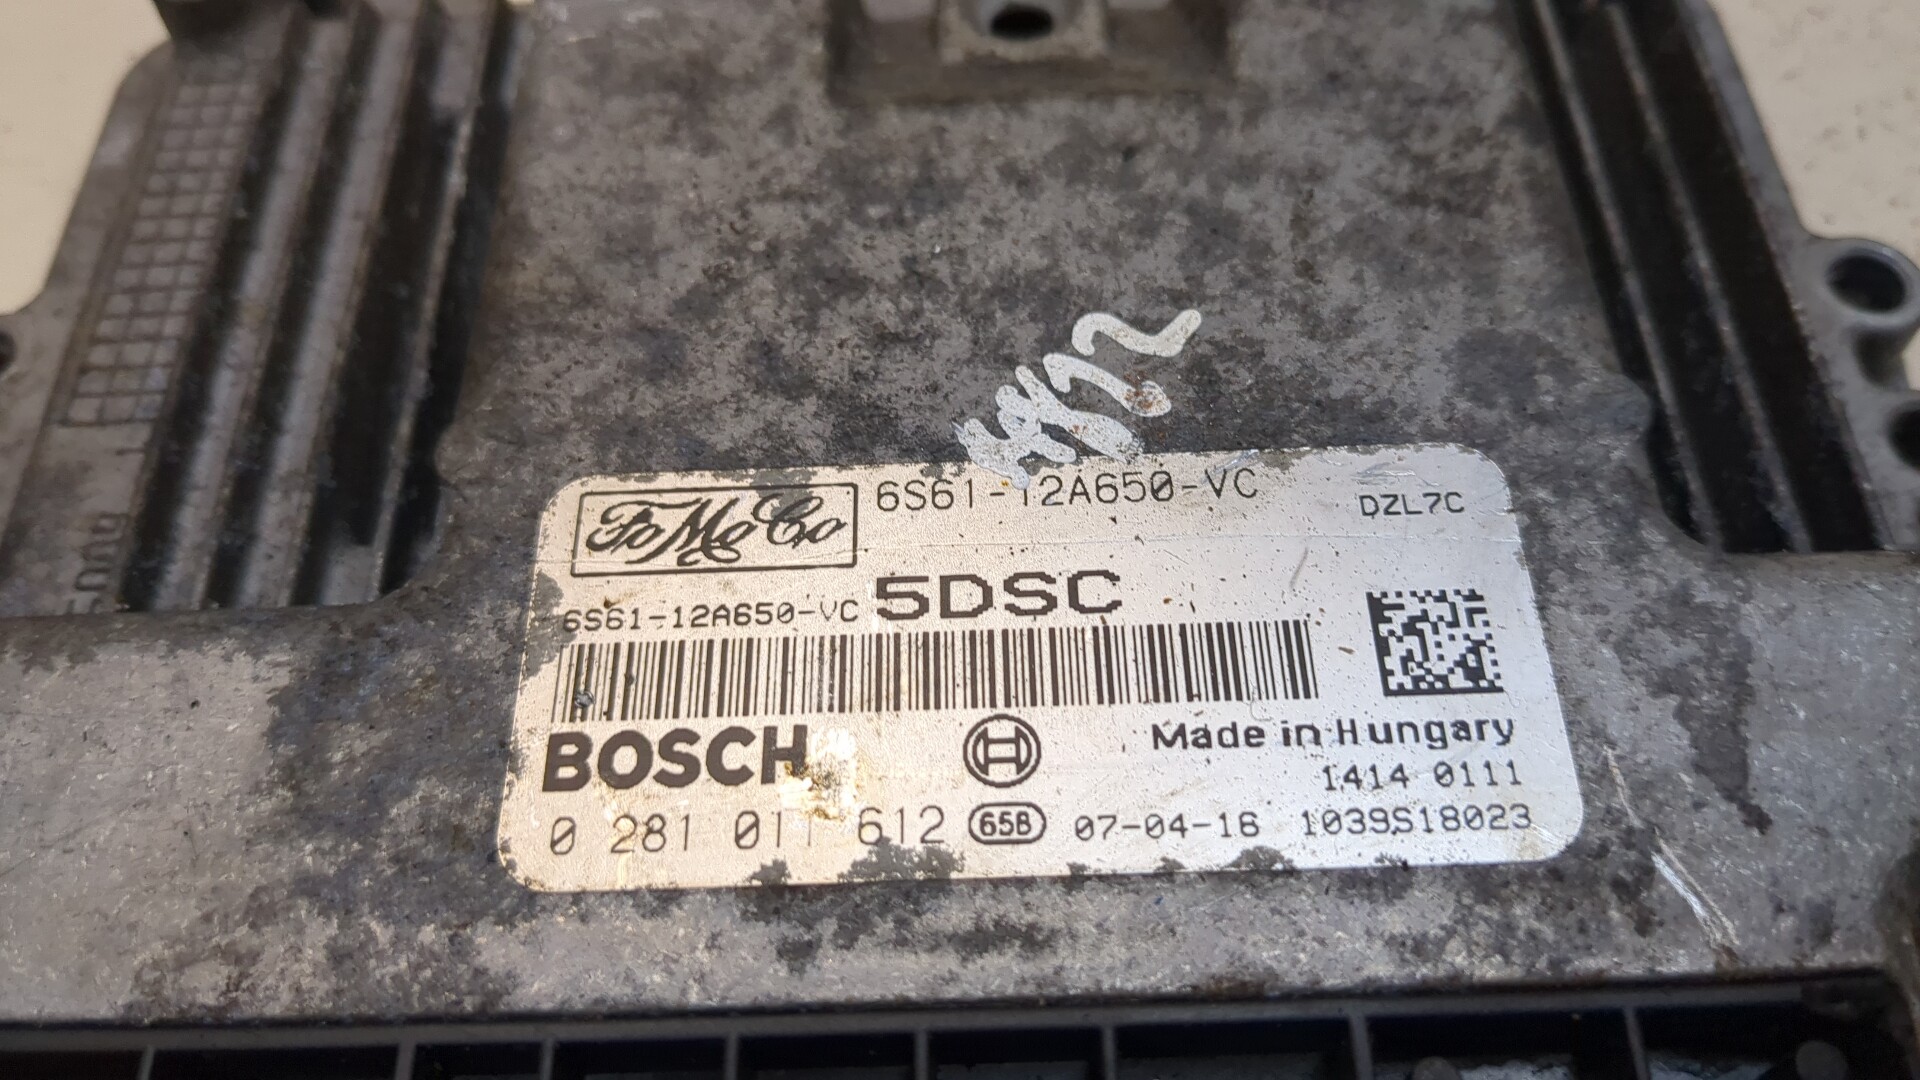 FoMoCo
6S61-12A650-VC
DZL7C
6S61-12A650-VC 5DSC
BOSCH
Made in Hungary
1414 0111
0 281 011 612 65B 07-04-16 1039S18023